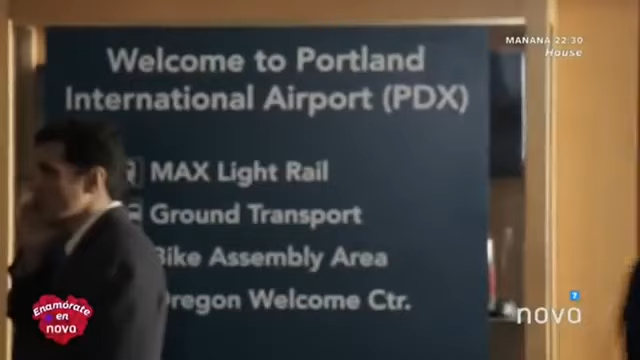 MAÑANA 22:30
House
Welcome to Portland
International Airport (PDX)
MAX Light Rail
Ground Transport
Bike Assembly Area
Oregon Welcome Ctr.
Enamórate
en
nova
nova
7